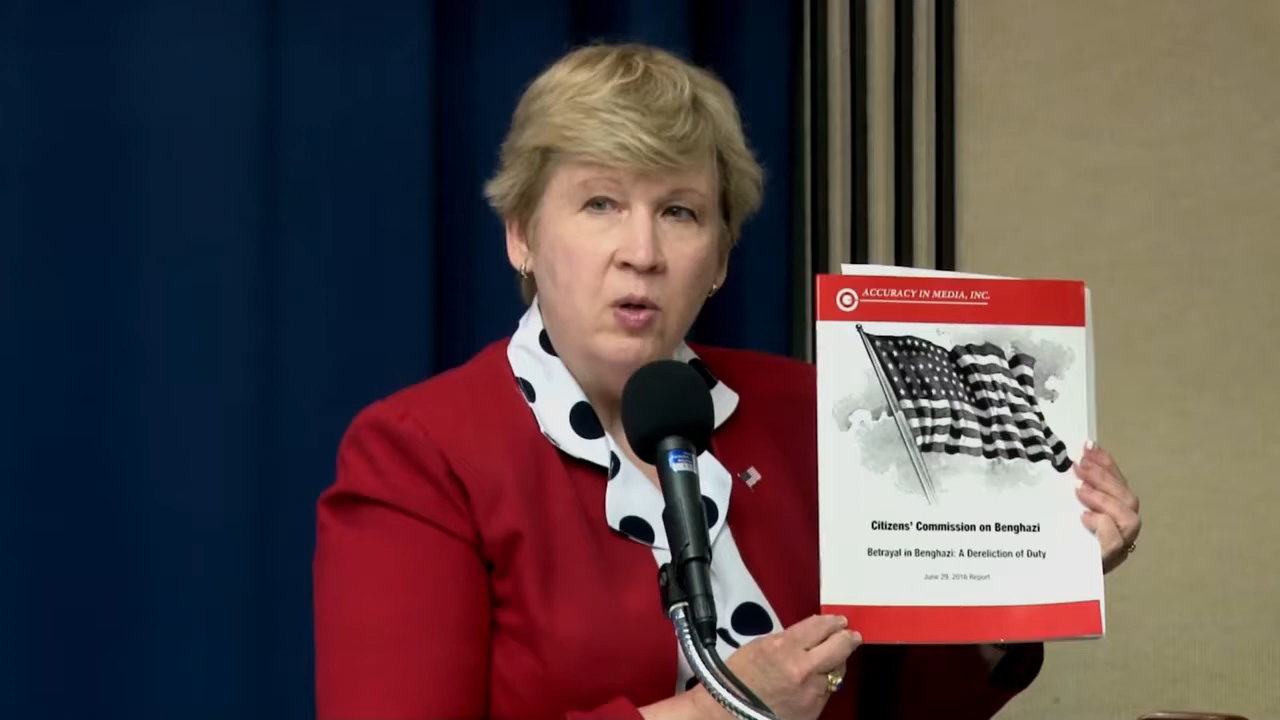 ACCURACY IN MEDIA, INC.
Citizens' Commission on Benghazi
Betrayal in Benghazi: A Dereliction of Duty
June 29, 2016 Report